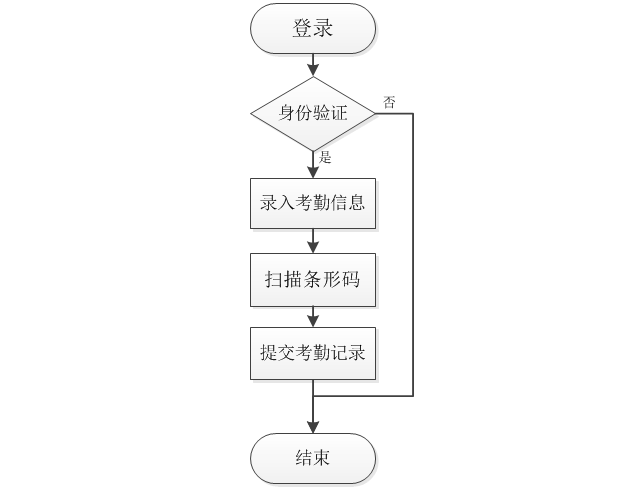 登录
身份验证
否
是
录入考勤信息
扫描条形码
提交考勤记录
结束